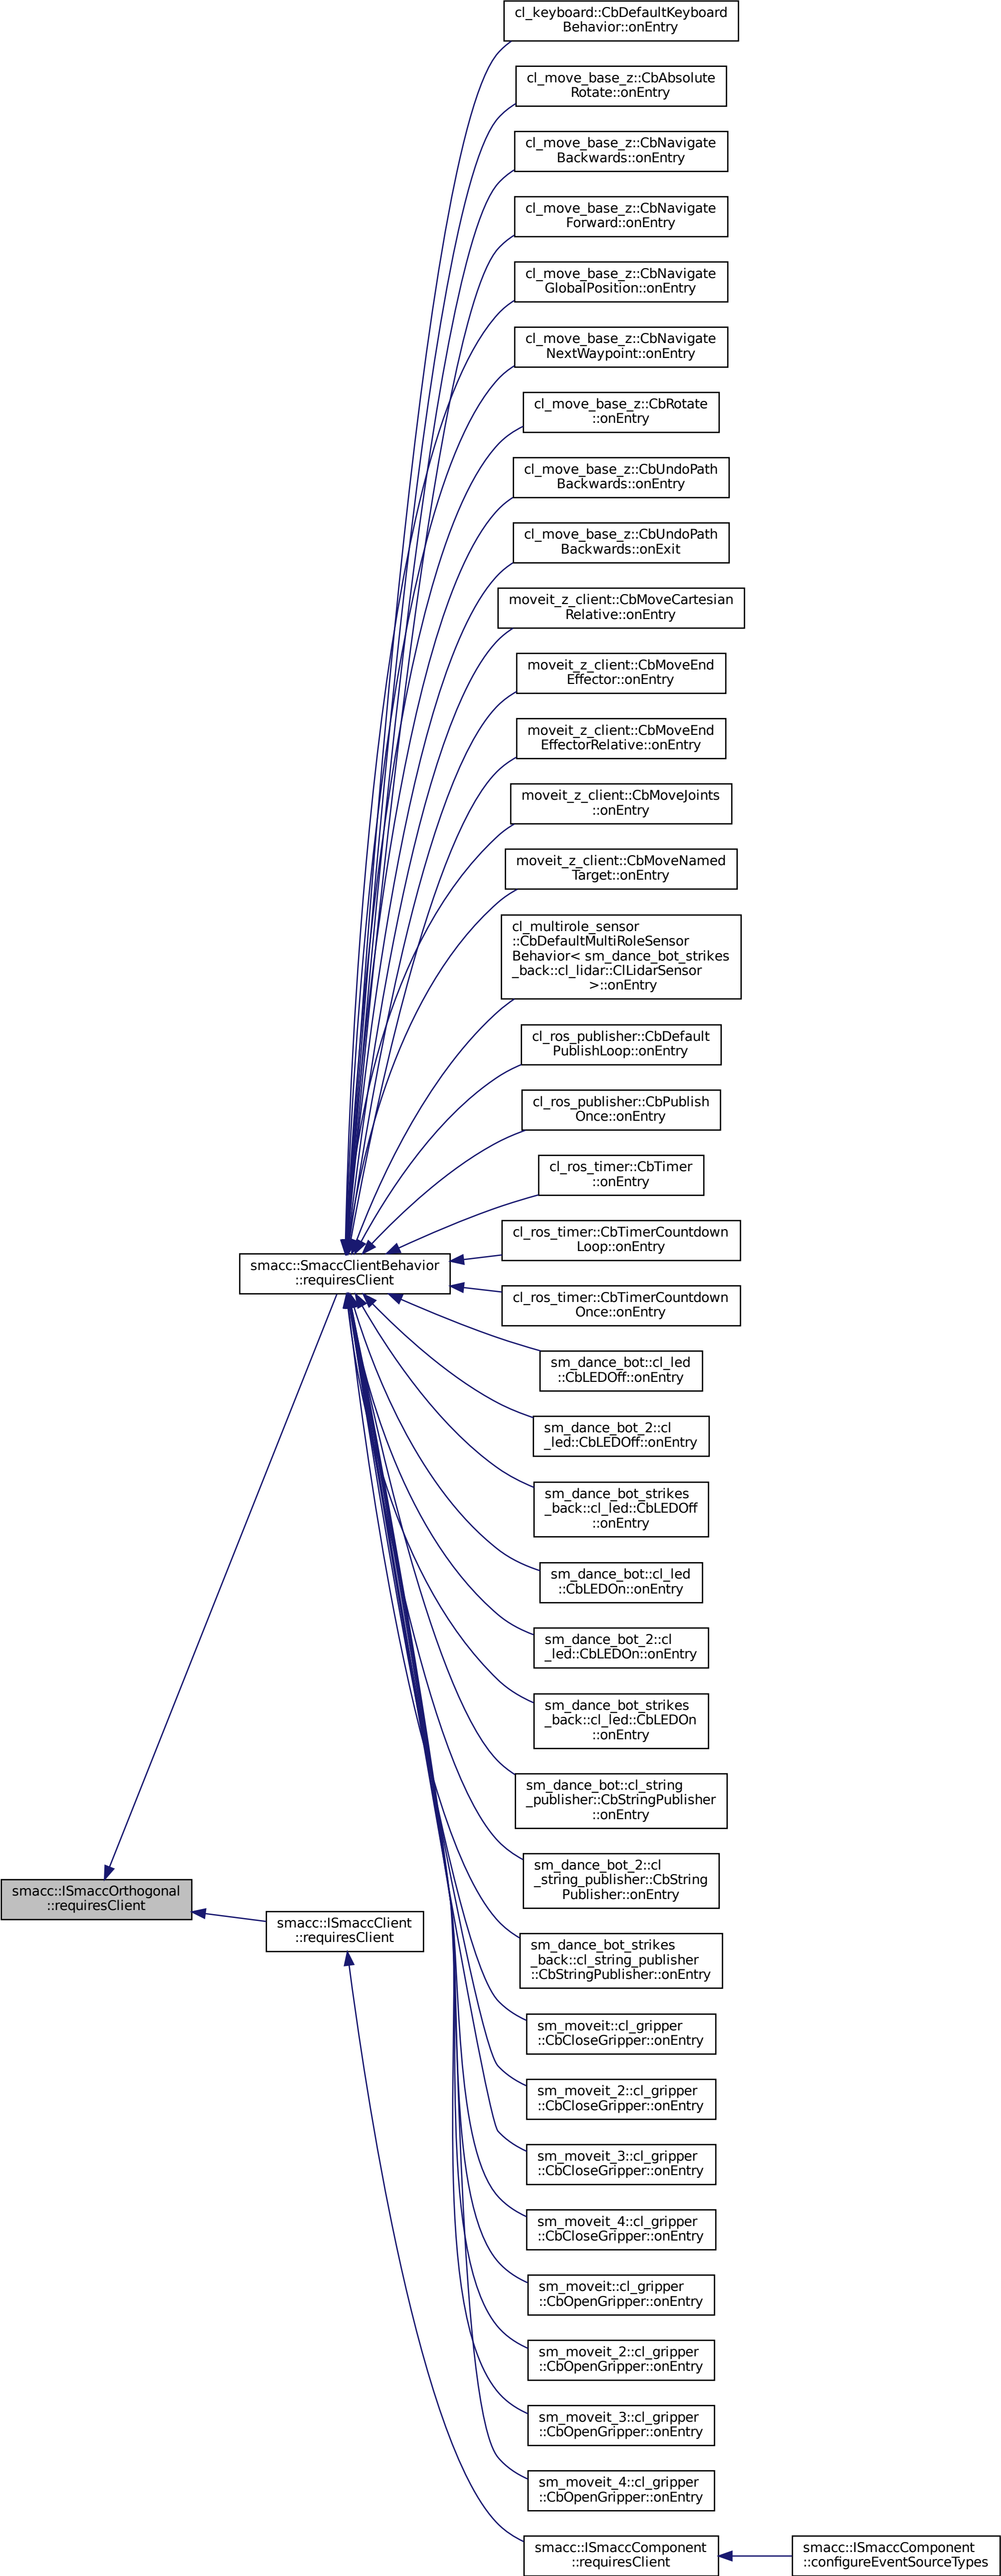 cl_keyboard::CbDefaultKeyboard
Behavior::onEntry
cl_move_base_z::CbAbsolute
Rotate::onEntry
cl_move_base_z::CbNavigate
Backwards::onEntry
cl_move_base_z::CbNavigate
Forward::onEntry
cl_move_base_z::CbNavigate
GlobalPosition::onEntry
cl_move_base_z::CbNavigate
NextWaypoint::onEntry
cl_move_base_z::CbRotate
::onEntry
cl_move_base_z::CbUndoPath
Backwards::onEntry
cl_move_base_z::CbUndoPath
Backwards::onExit
moveit_z_client::CbMoveCartesian
Relative::onEntry
moveit_z_client::CbMoveEnd
Effector::onEntry
moveit_z_client::CbMoveEnd
EffectorRelative::onEntry
moveit_z_client::CbMoveJoints
::onEntry
moveit_z_client::CbMoveNamed
Target::onEntry
cl_multirole_sensor
::CbDefaultMultiRoleSensor
Behavior< sm_dance_bot_strikes
_back::cl_lidar::ClLidarSensor
>::onEntry
cl_ros_publisher::CbDefault
PublishLoop::onEntry
cl_ros_publisher::CbPublish
Once::onEntry
cl_ros_timer::CbTimer
::onEntry
cl_ros_timer::CbTimerCountdown
Loop::onEntry
smacc::SmaccClientBehavior
::requiresClient
cl_ros_timer::CbTimerCountdown
Once::onEntry
sm_dance_bot::cl_led
::CbLEDOff::onEntry
sm_dance_bot_2::cl
_led::CbLEDOff::onEntry
sm_dance_bot_strikes
_back::cl_led::CbLEDOff
::onEntry
sm_dance_bot::cl_led
::CbLEDOn::onEntry
sm_dance_bot_2::cl
_led::CbLEDOn::onEntry
sm_dance_bot_strikes
_back::cl_led::CbLEDOn
::onEntry
sm_dance_bot::cl_string
_publisher::CbStringPublisher
::onEntry
sm_dance_bot_2::cl
_string_publisher::CbString
Publisher::onEntry
smacc::ISmaccOrthogonal
::requiresClient
smacc::ISmaccClient
::requiresClient
sm_dance_bot_strikes
_back::cl_string_publisher
::CbStringPublisher::onEntry
sm_moveit::cl_gripper
::CbCloseGripper::onEntry
sm_moveit_2::cl_gripper
::CbCloseGripper::onEntry
sm_moveit_3::cl_gripper
::CbCloseGripper::onEntry
sm_moveit_4::cl_gripper
::CbCloseGripper::onEntry
sm_moveit::cl_gripper
::CbOpenGripper::onEntry
sm_moveit_2::cl_gripper
::CbOpenGripper::onEntry
sm_moveit_3::cl_gripper
::CbOpenGripper::onEntry
sm_moveit_4::cl_gripper
::CbOpenGripper::onEntry
smacc::ISmaccComponent
::requiresClient
smacc::ISmaccComponent
::configureEventSourceTypes